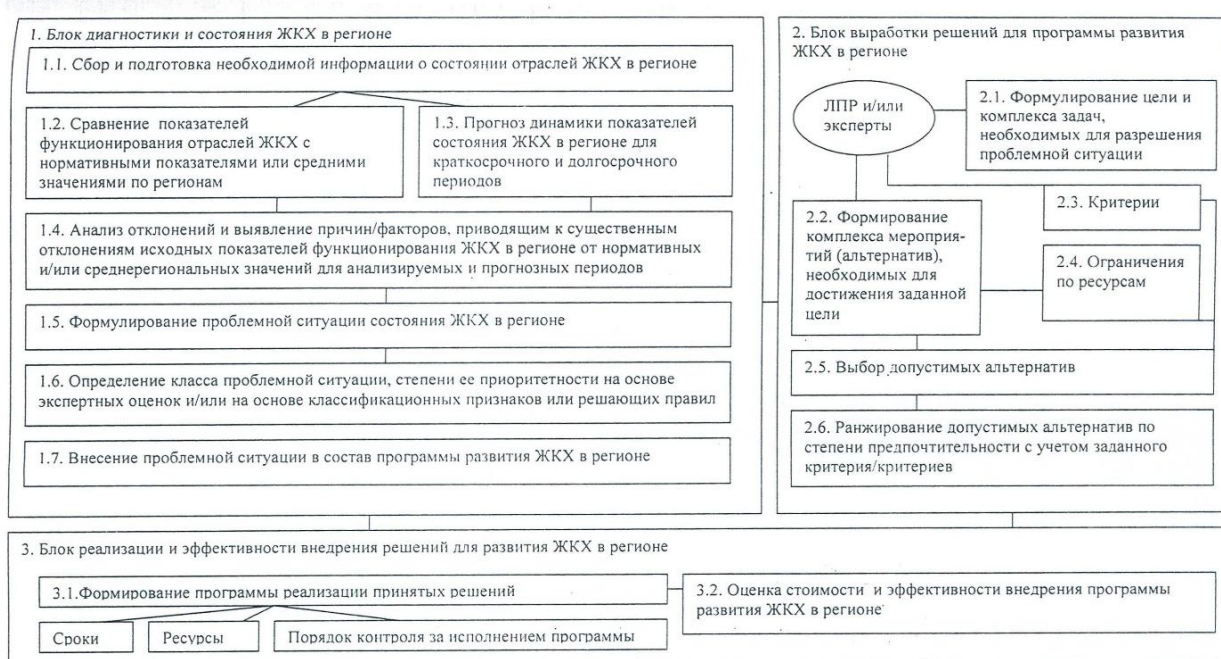 1. Блок диагностики и состояния ЖКХ в регионе
1.1. Сбор и подготовка необходимой информации о состоянии отраслей ЖКХ в регионе
1.2. Сравнение показателей
функционирования отраслей ЖКХ с
нормативными показателями или средними
значениями по регионам
1.3. Прогноз динамики показателей
состояния ЖКХ в регионе для
краткосрочного и долгосрочного
периодов
1.4. Анализ отклонений и выявление причин/факторов, приводящим к существенным
отклонениям исходных показателей функционирования ЖКХ в регионе от нормативных
и/или среднерегиональных значений для анализируемых и прогнозных периодов
1.5. Формулирование проблемной ситуации состояния ЖКХ в регионе
1.6. Определение класса проблемной ситуации, степени ее приоритетности на основе
экспертных оценок и/или на основе классификационных признаков или решающих правил
1.7. Внесение проблемной ситуации в состав программы развития ЖКХ в регионе
2. Блок выработки решений для программы развития
ЖКХ в регионе
ЛПР и/или
эксперты
2.1. Формулирование цели и
комплекса задач,
необходимых для разрешения
проблемной ситуации
2.2. Формирование
комплекса мероприя-
тий (альтернатив),
необходимых для
достижения заданной
цели
2.3. Критерии
2.4. Ограничения
по ресурсам
2.5. Выбор допустимых альтернатив
2.6. Ранжирование допустимых альтернатив по
степени предпочтительности с учетом заданного
критерия/критериев
3. Блок реализации и эффективности внедрения решений для развития ЖКХ в регионе
3.1.Формирование программы реализации принятых решений
Сроки
Ресурсы
Порядок контроля за исполнением программы
3.2. Оценка стоимости и эффективности внедрения программы
развития ЖКХ в регионе